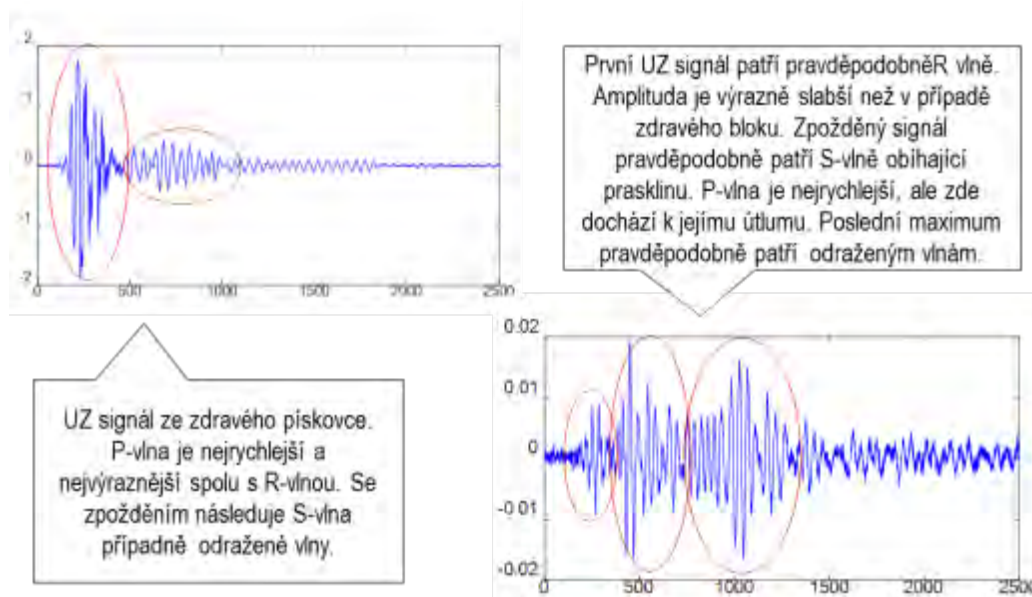 2
1
0
-1
-2
0 500 1000 1500 2000 2500
První UZ signál patří pravděpodobněR vlně.
Amplituda je výrazně slabší než v případě
zdravého bloku. Zpožděný signál
pravděpodobně patří S-vlně obíhající
prasklinu. P-vlna je nejrychlejší, ale zde
dochází k jejímu útlumu. Poslední maximum
pravděpodobně patří odraženým vlnám.
UZ signál ze zdravého pískovce.
P-vlna je nejrychlejší a
nejvýraznější spolu s R-vlnou. Se
zpožděním následuje S-vlna
případně odražené vlny.
0.02
0.01
0
-0.01
-0.02
0 500 1000 1500 2000 2500